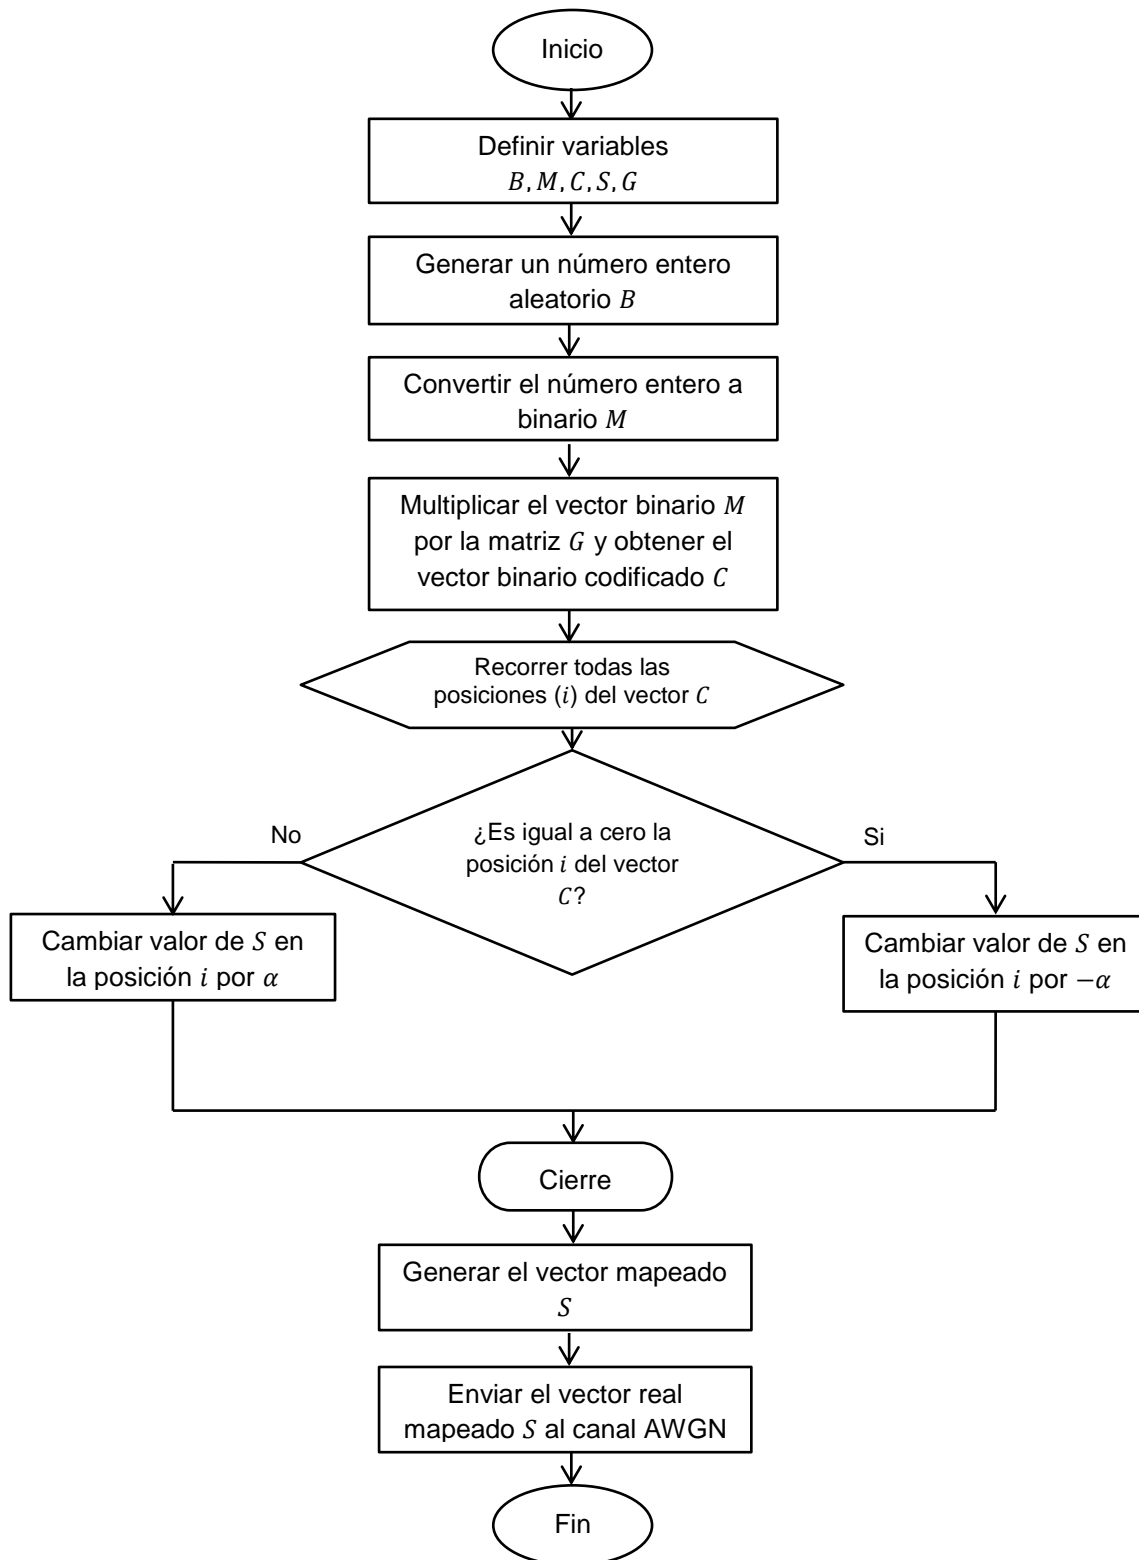 Inicio
Definir variables
B, M, C, S, G
Generar un número entero
aleatorio B
Convertir el número entero a
binario M
Multiplicar el vector binario M
por la matriz G y obtener el
vector binario codificado C
Recorrer todas las
posiciones (i) del vector C
No
¿Es igual a cero la
posición i del vector
C?
Si
Cambiar valor de S en
la posición i por α
Cambiar valor de S en
la posición i por −α
Cierre
Generar el vector mapeado
S
Enviar el vector real
mapeado S al canal AWGN
Fin